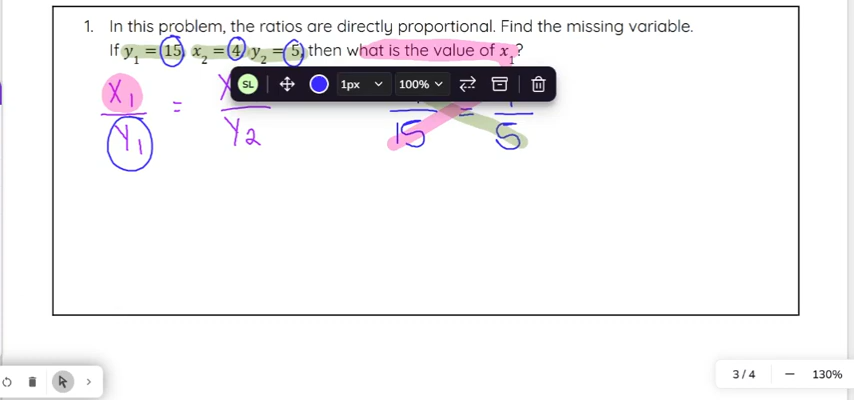 1. In this problem, the ratios are directly proportional. Find the missing variable.
If y₁ = 15, x₂ = 4 y₂ = 5, then what is the value of x₁?
SL 1px 100%
X₁ = X
Y₁ Y₂
15 = 5
3 / 4 130%